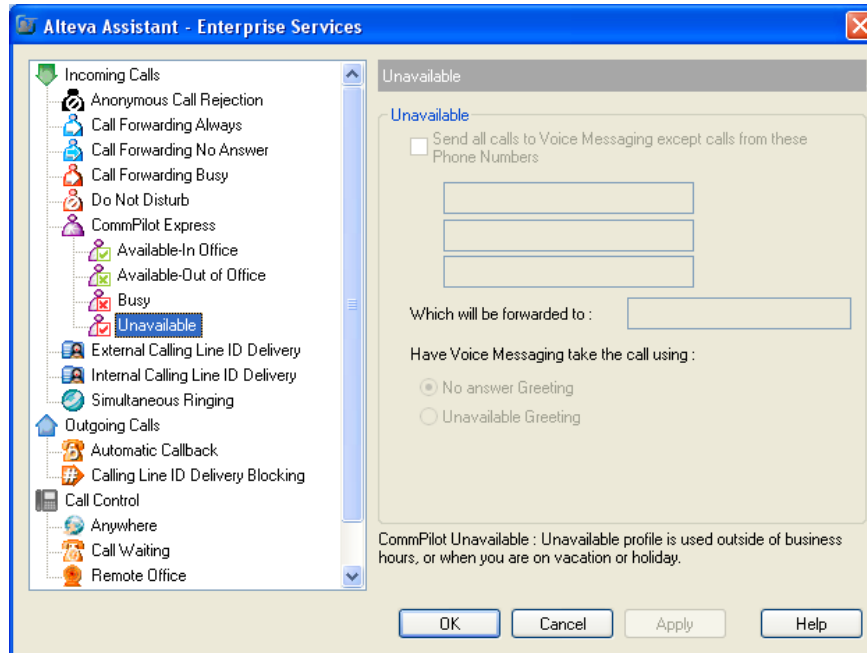 Alteva Assistant - Enterprise Services
Incoming Calls
Anonymous Call Rejection
Call Forwarding Always
Call Forwarding No Answer
Call Forwarding Busy
Do Not Disturb
CommPilot Express
Available-In Office
Available-Out of Office
Busy
Unavailable
External Calling Line ID Delivery
Internal Calling Line ID Delivery
Simultaneous Ringing
Outgoing Calls
Automatic Callback
Calling Line ID Delivery Blocking
Call Control
Anywhere
Call Waiting
Remote Office
Unavailable
Unavailable
Send all calls to Voice Messaging except calls from these
Phone Numbers
Which will be forwarded to :
Have Voice Messaging take the call using :
No answer Greeting
Unavailable Greeting
CommPilot Unavailable : Unavailable profile is used outside of business
hours, or when you are on vacation or holiday.
OK
Cancel
Apply
Help